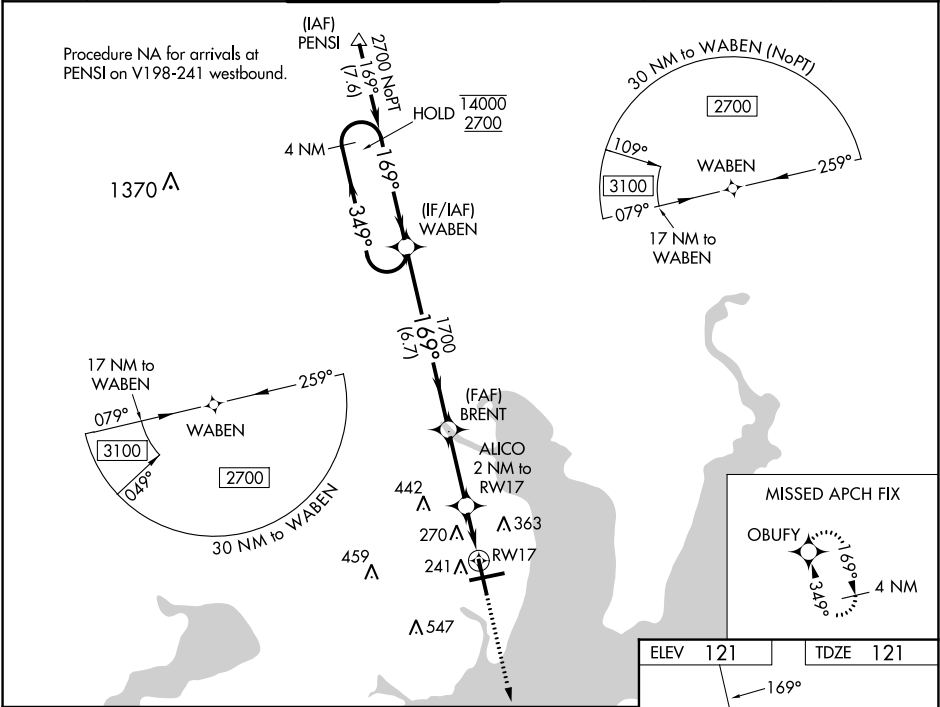 (IAF)
PENSI
Procedure NA for arrivals at
PENSI on V198-241 westbound.
2700 NoPT
169°
(7.6)
HOLD
14000
2700
4 NM
169°
349°
1370
(IF/IAF)
WABEN
30 NM to WABEN (NoPT)
2700
109°
3100
079°
WABEN
259°
17 NM to
WABEN
1700
169°
(6.7)
17 NM to
WABEN
079°
259°
WABEN
3100
049°
2700
30 NM to WABEN
(FAF)
BRENT
ALICO
2 NM to
RW17
442
270
363
459
241
RW17
547
MISSED APCH FIX
OBUFY
169°
349°
4 NM
ELEV 121
TDZE 121
169°